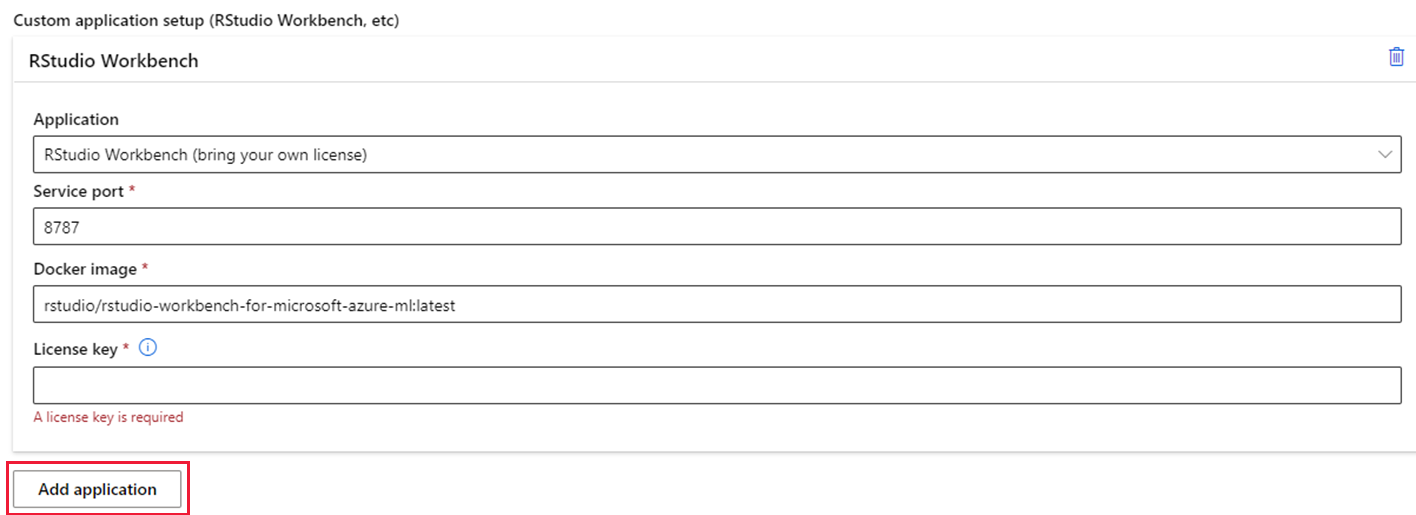 Custom application setup (RStudio Workbench, etc)
RStudio Workbench
Application
RStudio Workbench (bring your own license)
Service port *
8787
Docker image *
rstudio/rstudio-workbench-for-microsoft-azure-ml:latest
License key *
A license key is required
Add application